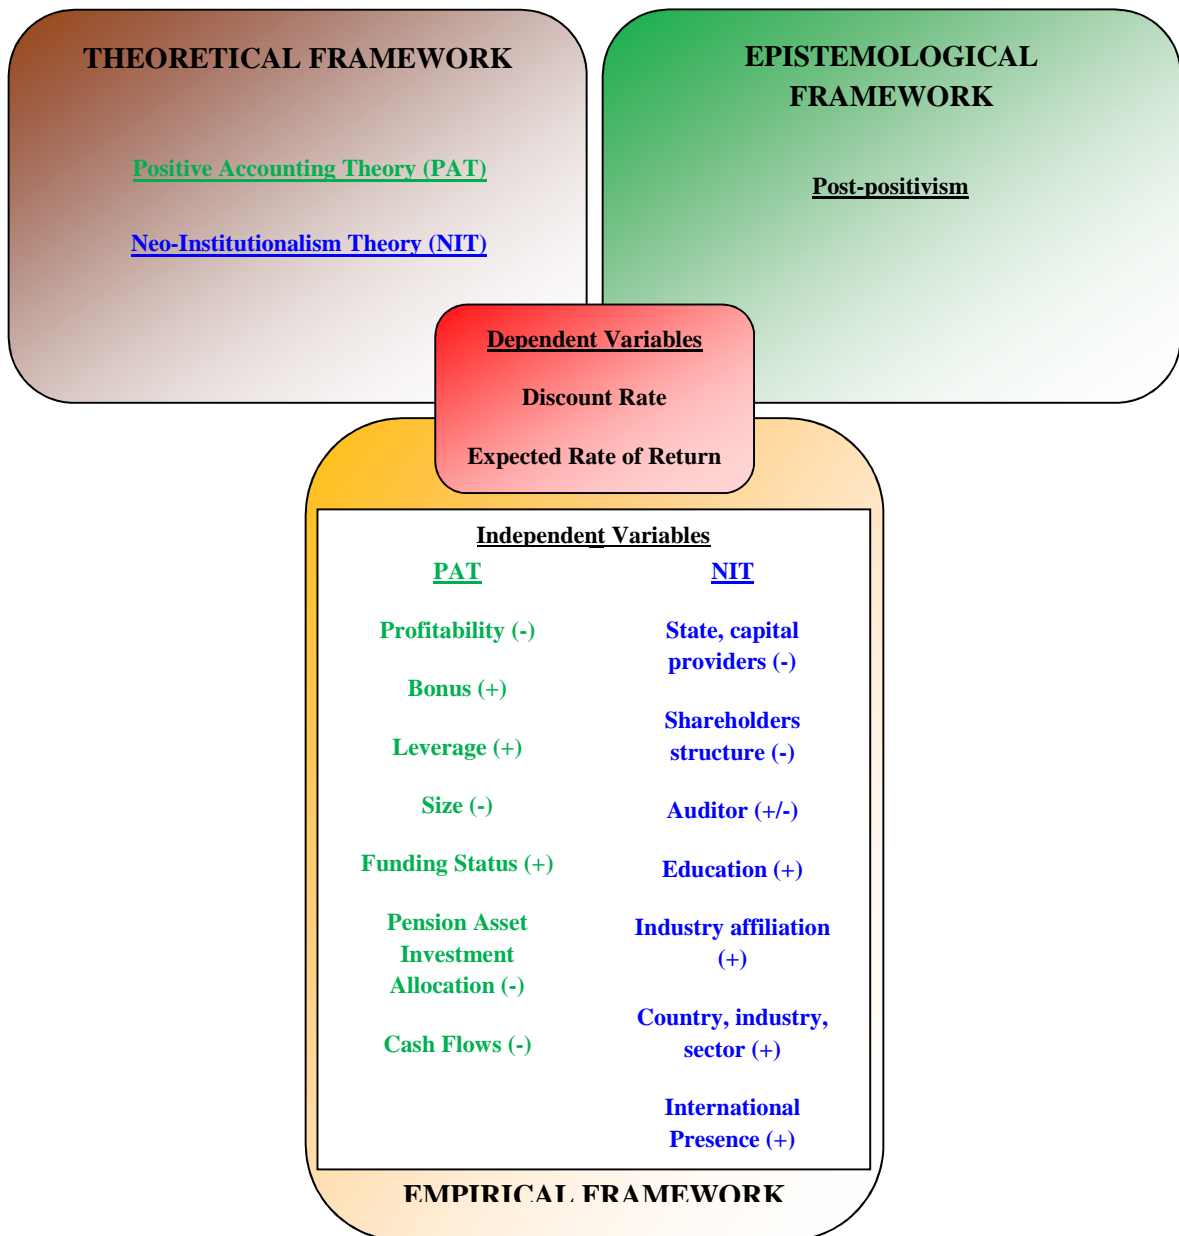 THEORETICAL FRAMEWORK
Positive Accounting Theory (PAT)
Neo-Institutionalism Theory (NIT)
EPISTEMOLOGICAL
FRAMEWORK
Post-positivism
Dependent Variables
Discount Rate
Expected Rate of Return
Independent Variables
PAT
Profitability (-)
Bonus (+)
Leverage (+)
Size (-)
Funding Status (+)
Pension Asset
Investment
Allocation (-)
Cash Flows (-)
NIT
State, capital
providers (-)
Shareholders
structure (-)
Auditor (+/-)
Education (+)
Industry affiliation
(+)
Country, industry,
sector (+)
International
Presence (+)
EMPIRICAL FRAMEWORK